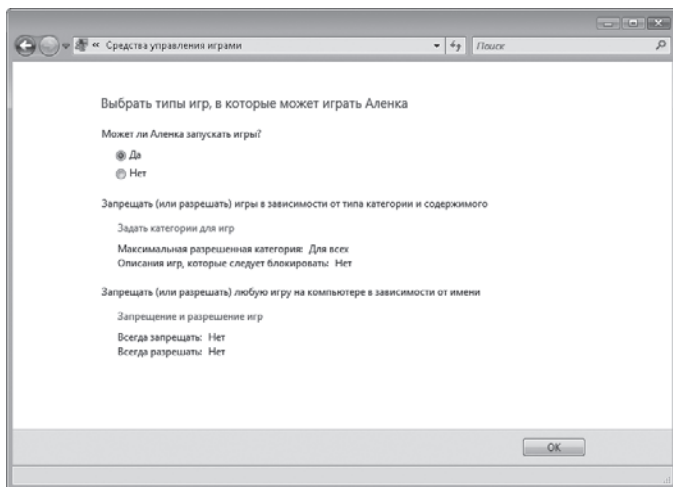 « Средства управления играми
Поиск
Выбрать типы игр, в которые может играть Аленка
Может ли Аленка запускать игры?
Да
Нет
Запрещать (или разрешать) игры в зависимости от типа категории и содержимого
Задать категории для игр
Максимальная разрешенная категория: Для всех
Описания игр, которые следует блокировать: Нет
Запрещать (или разрешать) любую игру на компьютере в зависимости от имени
Запрещение и разрешение игр
Всегда запрещать: Нет
Всегда разрешать: Нет
ОК